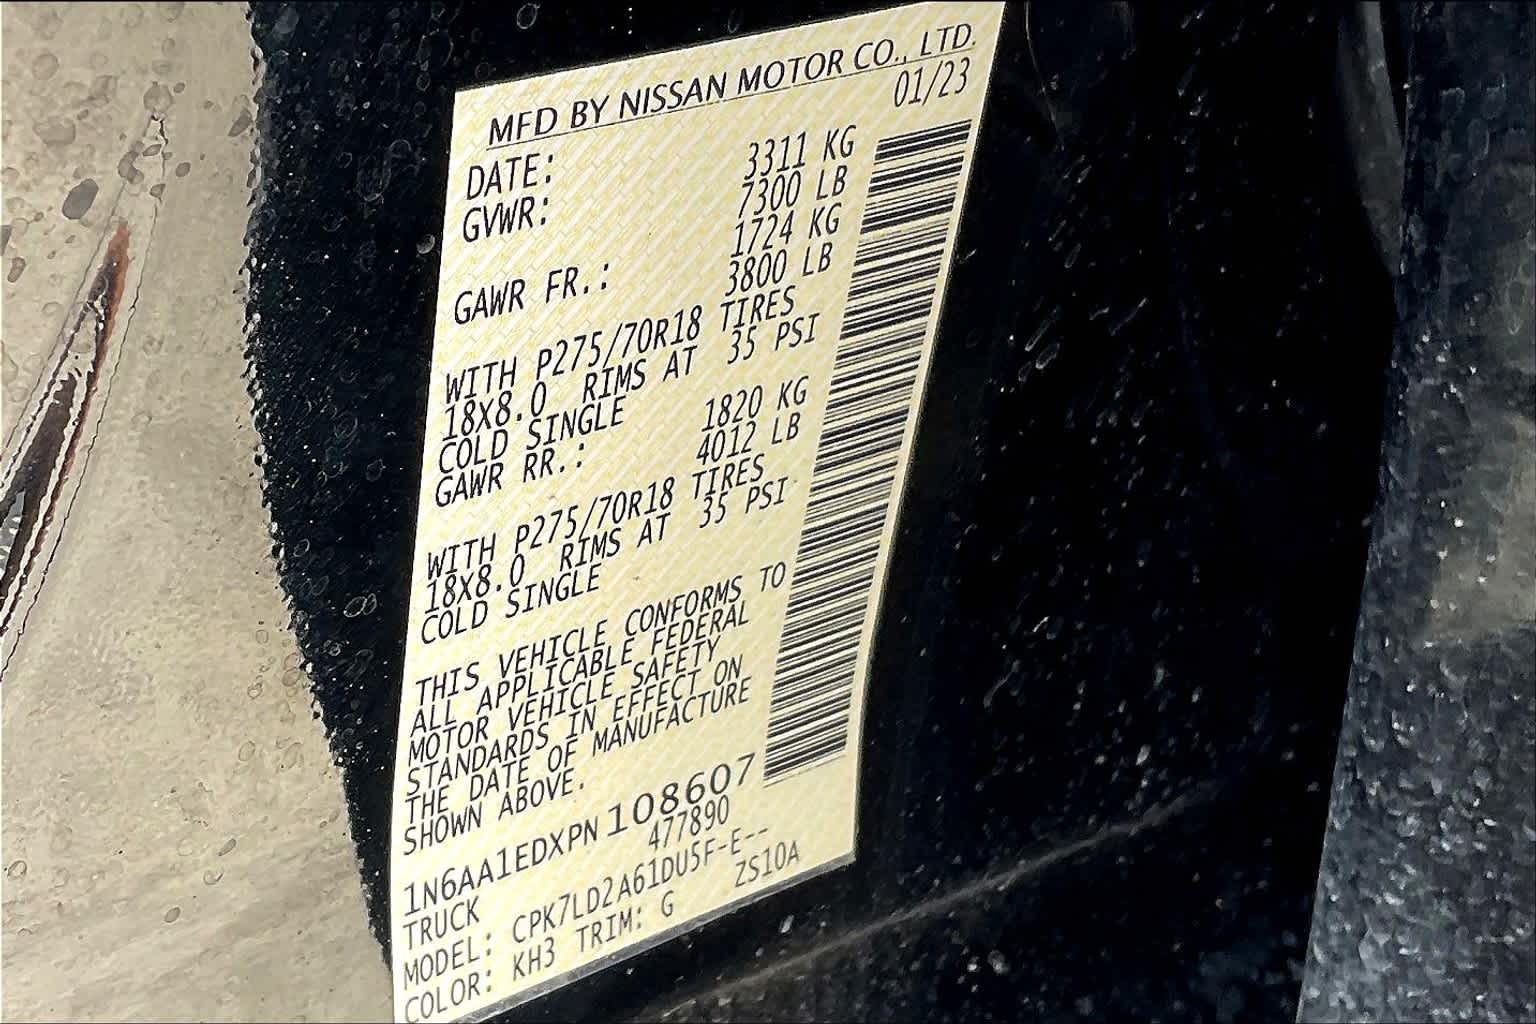 MFD BY NISSAN MOTOR CO., LTD.
DATE: 01/23
GVWR: 3311 KG
7300 LB
GAWR FR.: 1724 KG
3800 LB
WITH P275/70R18 TIRES
18X8.0 RIMS AT 35 PSI
COLD SINGLE
GAWR RR.: 1820 KG
4012 LB
WITH P275/70R18 TIRES
18X8.0 RIMS AT 35 PSI
COLD SINGLE
THIS VEHICLE CONFORMS TO
ALL APPLICABLE FEDERAL
MOTOR VEHICLE SAFETY
STANDARDS IN EFFECT ON
THE DATE OF MANUFACTURE
SHOWN ABOVE.
1N6AA1EDXPN108607
TRUCK 477890
MODEL: CPK7LD2A61DU5F-E--
COLOR: KH3 TRIM: G ZS10A